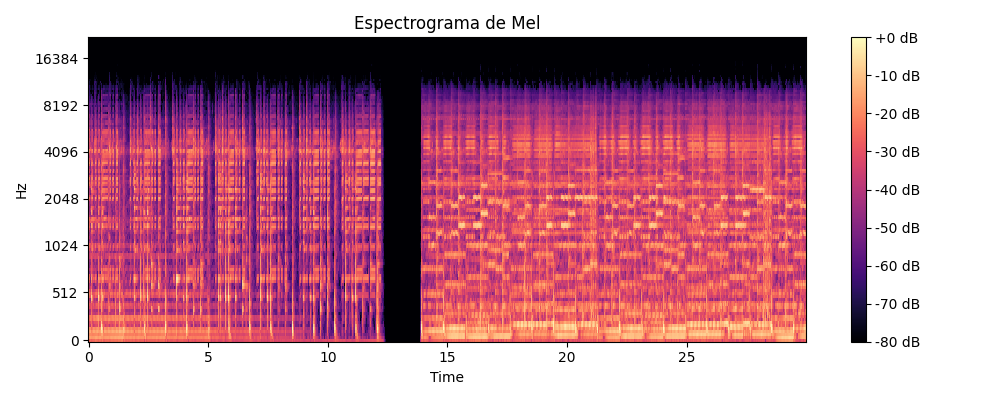 Espectrograma de Mel
16384
8192
4096
2048
1024
512
0
Hz
0 5 10 15 20 25
Time
+0 dB
-10 dB
-20 dB
-30 dB
-40 dB
-50 dB
-60 dB
-70 dB
-80 dB